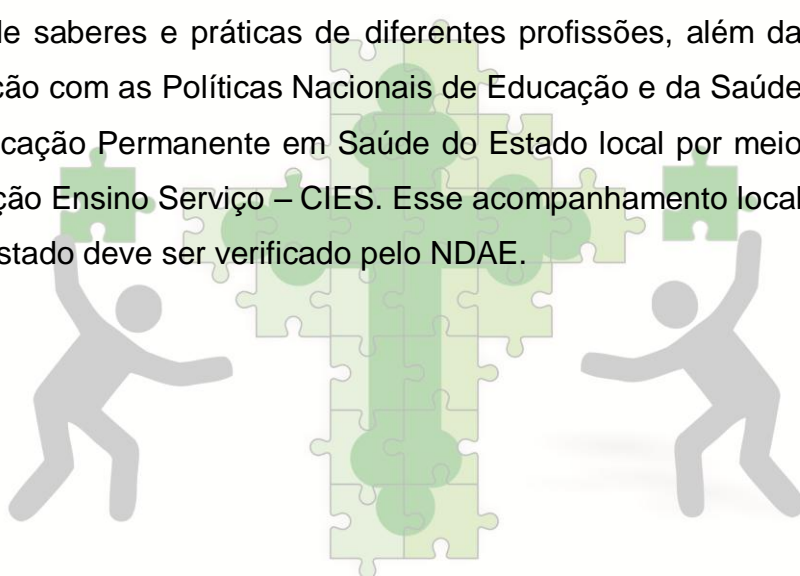 de saberes e práticas de diferentes profissões, além da
ção com as Políticas Nacionais de Educação e da Saúde
cação Permanente em Saúde do Estado local por meio
ção Ensino Serviço – CIES. Esse acompanhamento local
stado deve ser verificado pelo NDAE.